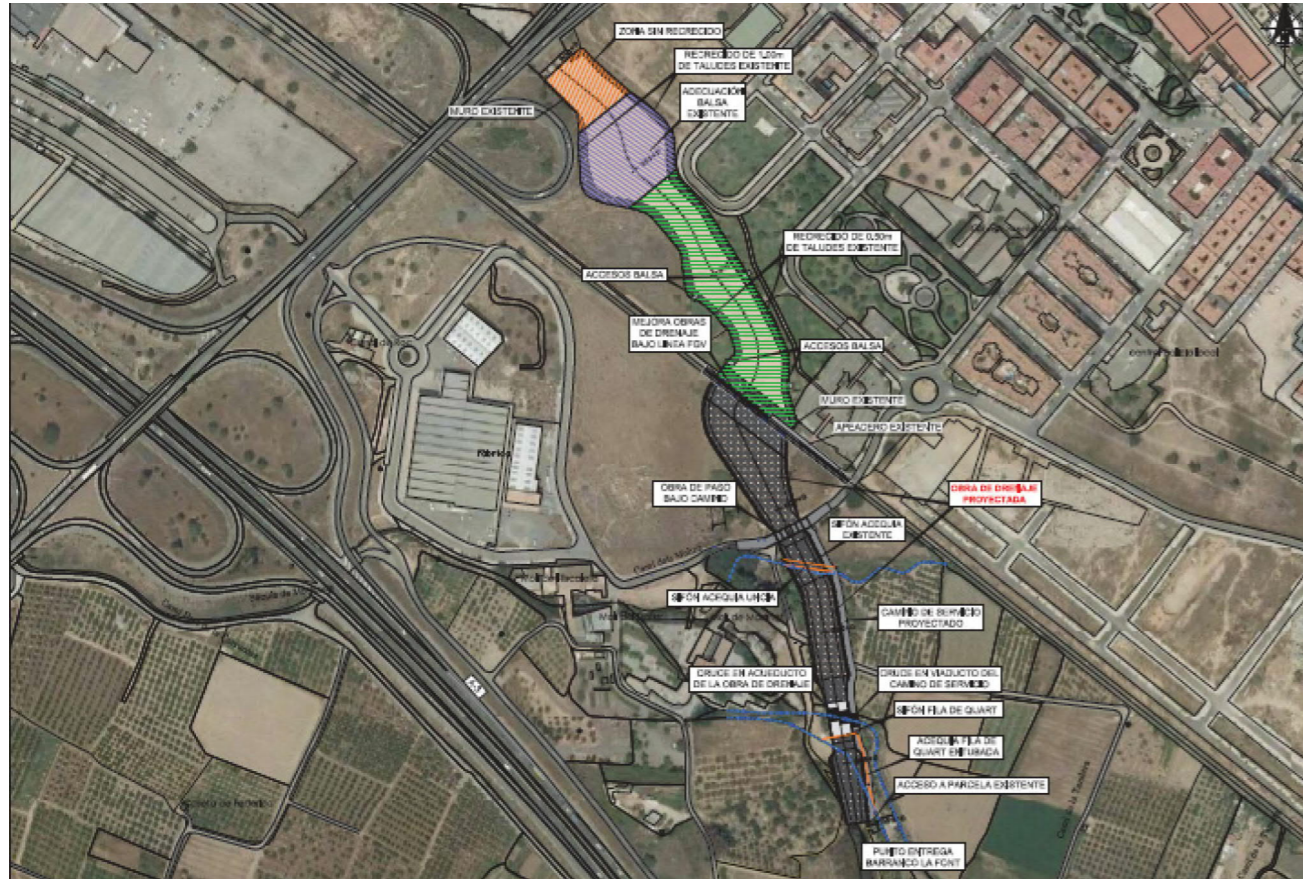 ZONA SIN RECRECIDO
RECRECIDO DE 1,00m
DE TALUDES EXISTENTE
MURO EXISTENTE
ADECUACIÓN
BALSA
EXISTENTE
RECRECIDO DE 0,50m
DE TALUDES EXISTENTE
ACCESOS BALSA
MEJORA OBRAS
DE DRENAJE
BAJO LINEA FGV
ACCESOS BALSA
MURO EXISTENTE
APEADERO EXISTENTE
Fábrica
OBRA DE PASO
BAJO CAMINO
OBRA DE DRENAJE
PROYECTADA
SIFÓN ACEQUIA
EXISTENTE
Camí dels Molins
SIFÓN ACEQUIA UNCIA
CAMINO DE SERVICIO
PROYECTADO
CRUCE EN ACUEDUCTO
DE LA OBRA DE DRENAJE
CRUCE EN VIADUCTO DEL
CAMINO DE SERVICIO
SIFÓN FILA DE QUART
ACEQUIA FILA DE
QUART ENTUBADA
ACCESO A PARCELA EXISTENTE
PUNTO ENTREGA
BARRANCO LA FONT